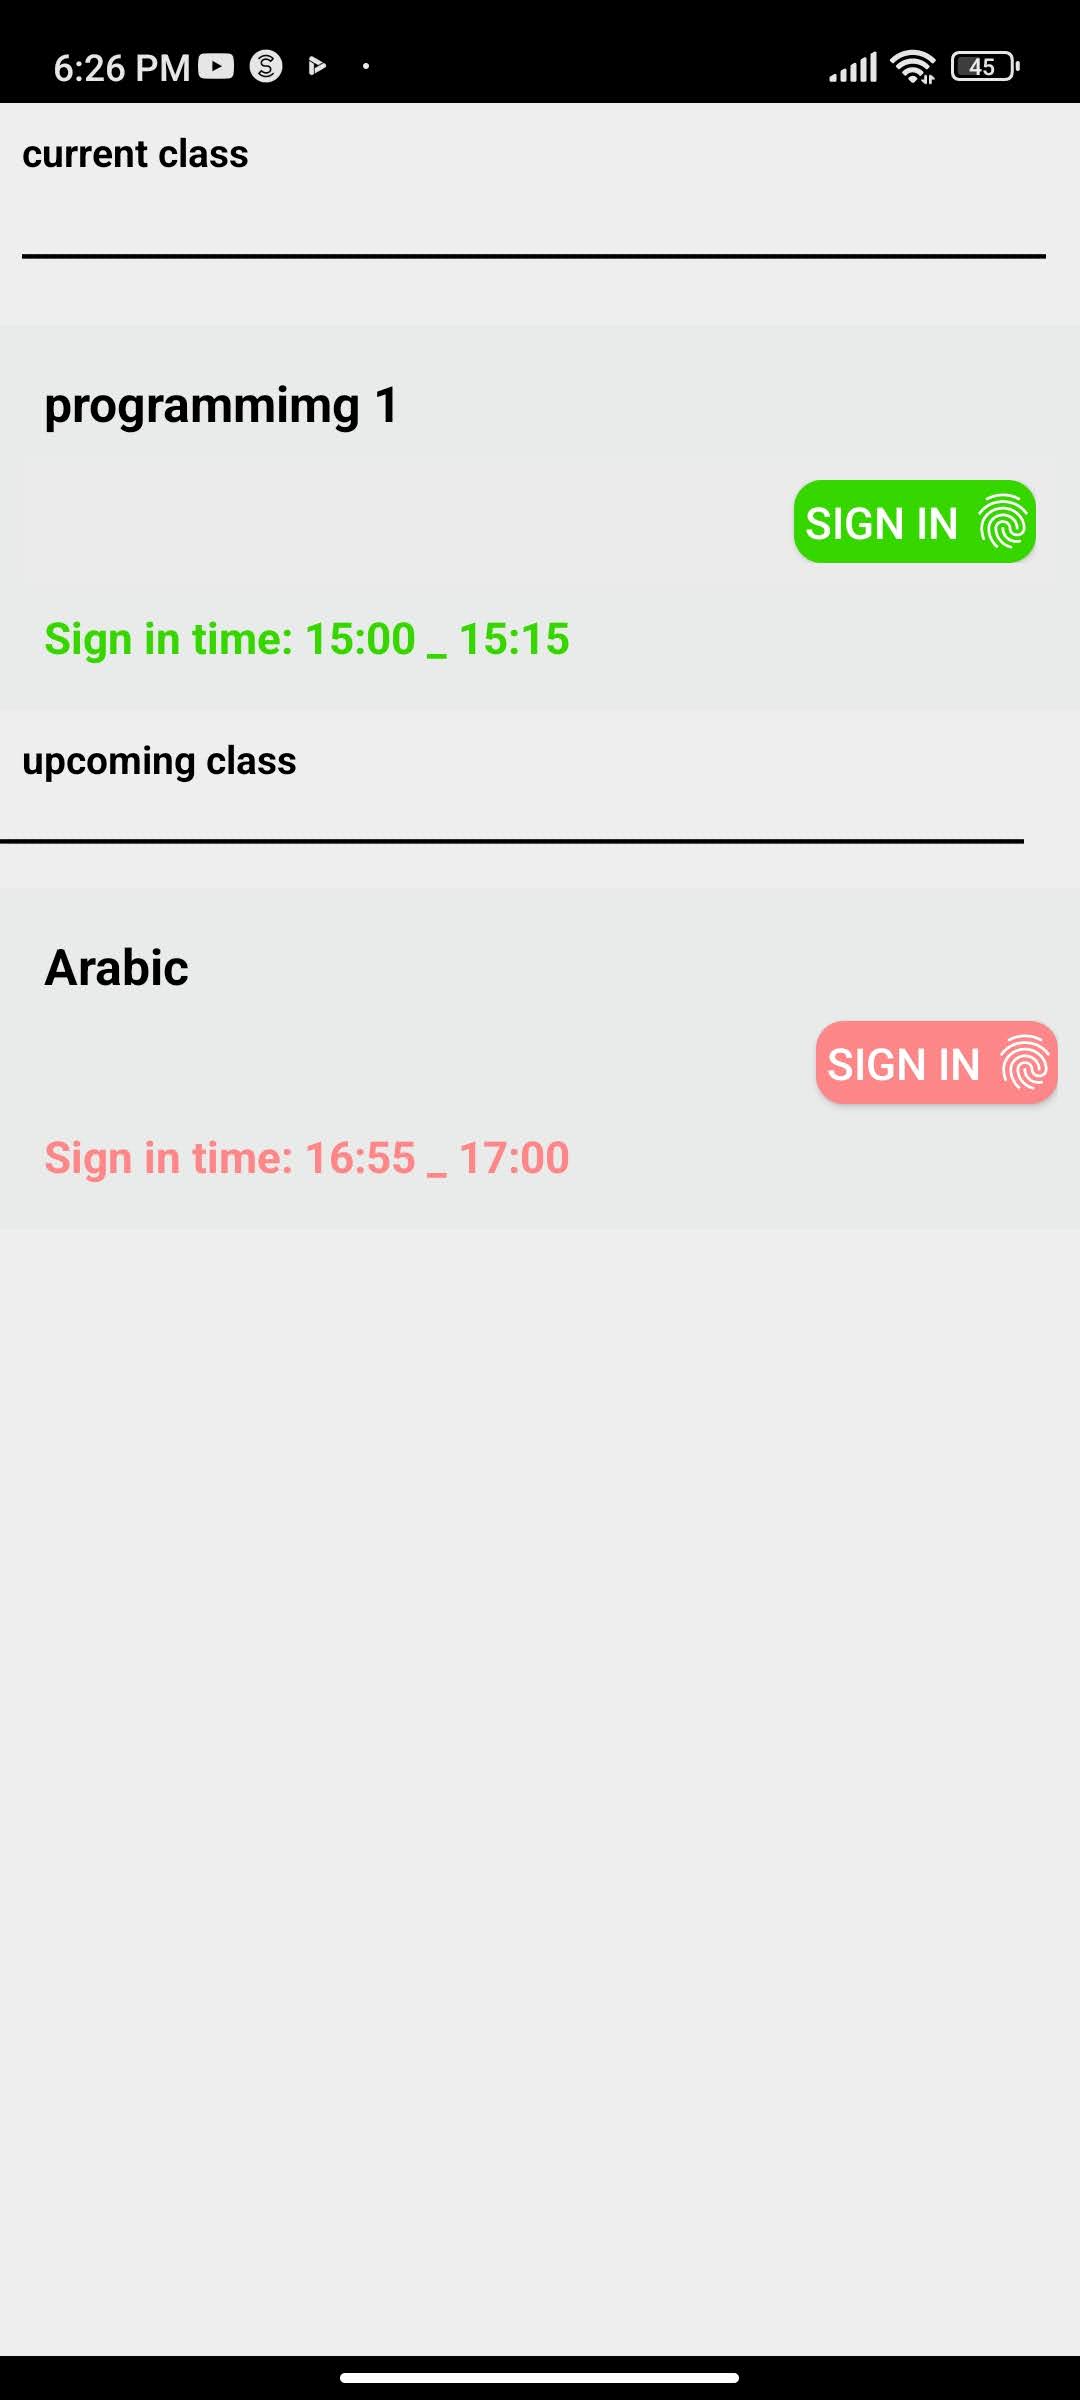 6:26 PM
45
current class
programmimg 1
SIGN IN
Sign in time: 15:00 _ 15:15
upcoming class
Arabic
SIGN IN
Sign in time: 16:55 _ 17:00